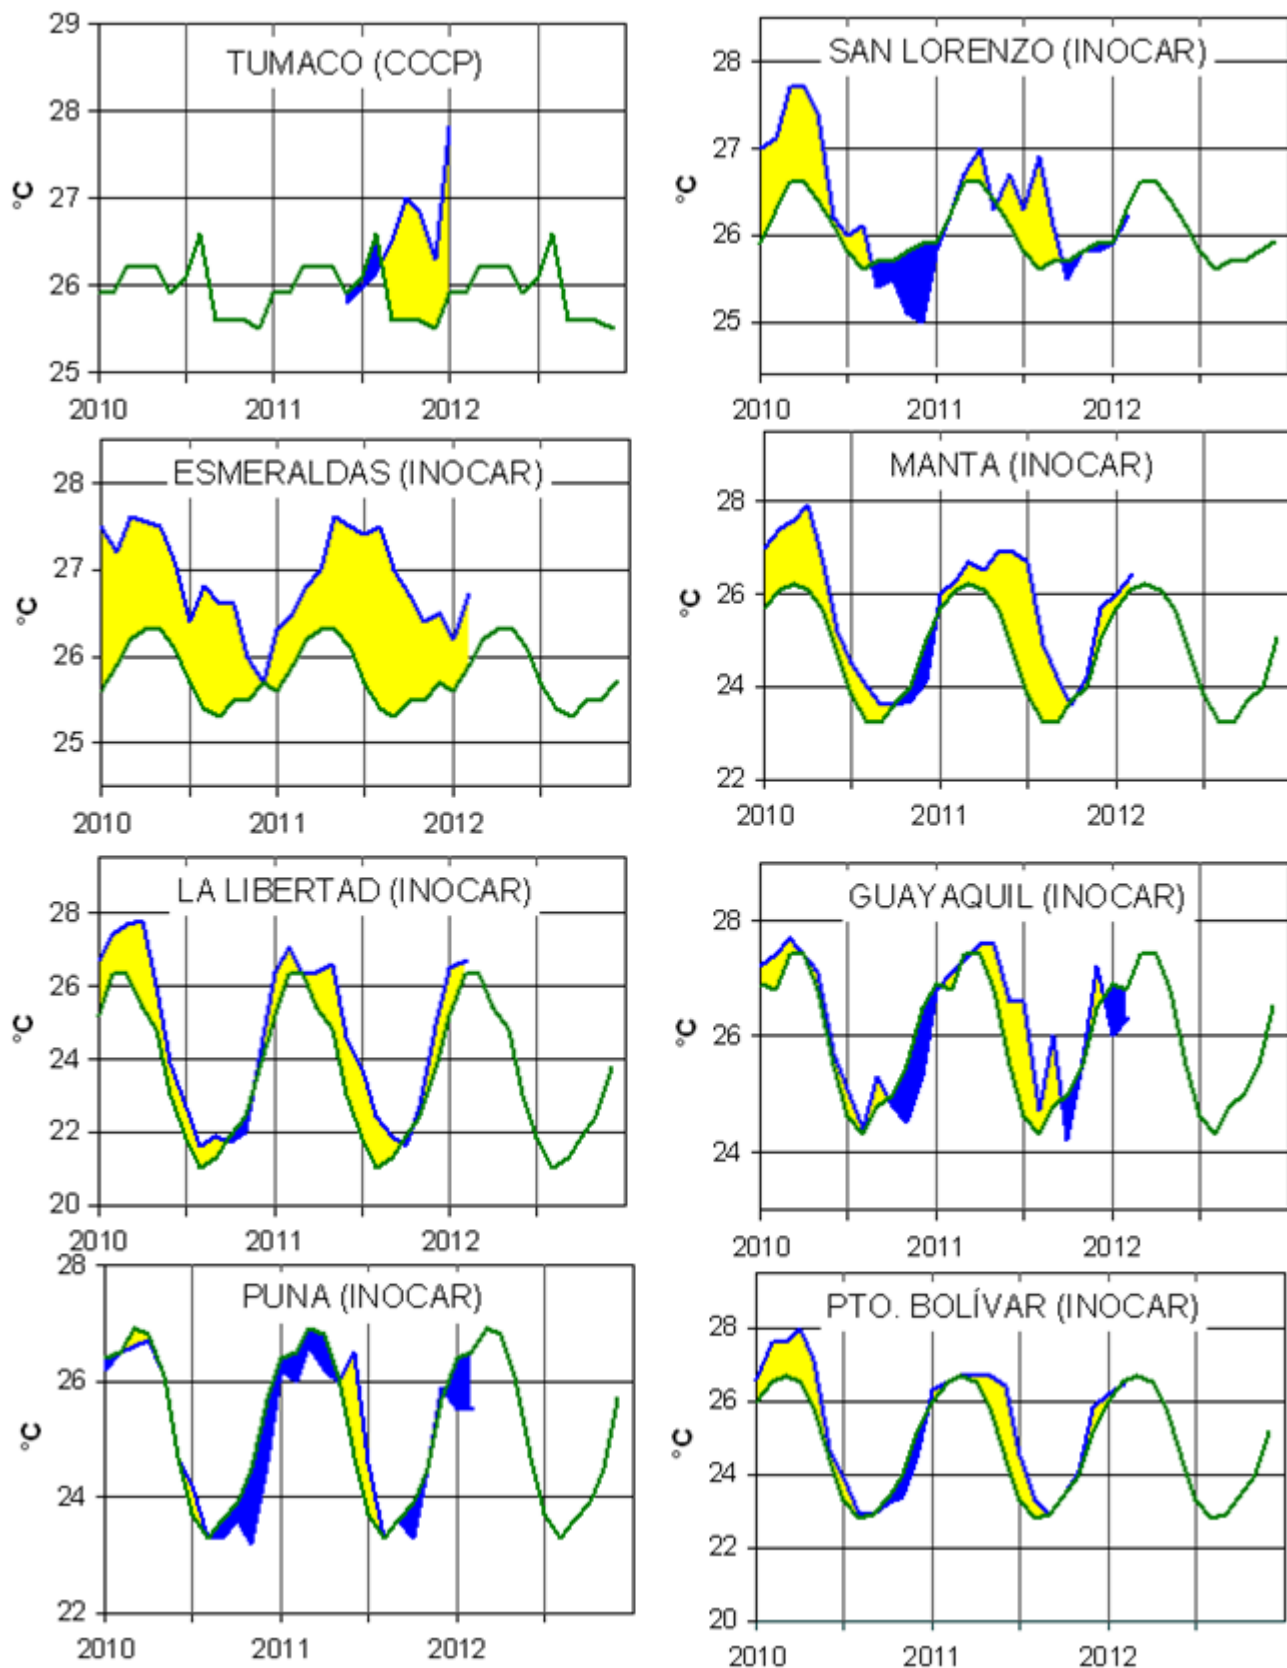 TUMACO (CCCP)
29
28
27
26
25
°C
2010 2011 2012
SAN LORENZO (INOCAR)
28
27
26
25
°C
2010 2011 2012
ESMERALDAS (INOCAR)
28
27
26
25
°C
2010 2011 2012
MANTA (INOCAR)
28
26
24
22
°C
2010 2011 2012
LA LIBERTAD (INOCAR)
28
26
24
22
20
°C
2010 2011 2012
GUAYAQUIL (INOCAR)
28
26
24
°C
2010 2011 2012
PUNA (INOCAR)
28
26
24
22
°C
2010 2011 2012
PTO. BOLÍVAR (INOCAR)
28
26
24
22
20
°C
2010 2011 2012